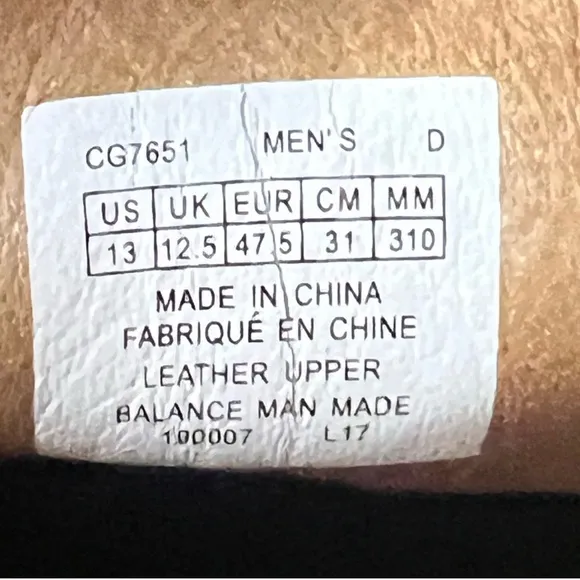 CG7651 MEN'S D
US UK EUR CM MM
13 12.5 47.5 31 310
MADE IN CHINA
FABRIQUÉ EN CHINE
LEATHER UPPER
BALANCE MAN MADE
100007 L17